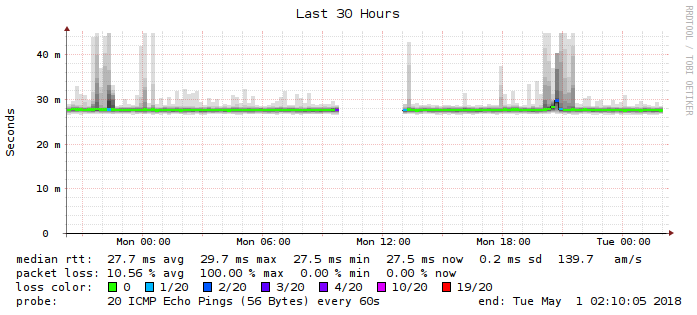 Last 30 Hours
RRDTOOL / TOBI OETIKER
Seconds
40 m
30 m
20 m
10 m
0
Mon 00:00 Mon 06:00 Mon 12:00 Mon 18:00 Tue 00:00
median rtt: 27.7 ms avg 29.7 ms max 27.5 ms min 27.5 ms now 0.2 ms sd 139.7 am/s
packet loss: 10.56 % avg 100.00 % max 0.00 % min 0.00 % now
loss color: 0 1/20 2/20 3/20 4/20 10/20 19/20
probe: 20 ICMP Echo Pings (56 Bytes) every 60s end: Tue May 1 02:10:05 2018